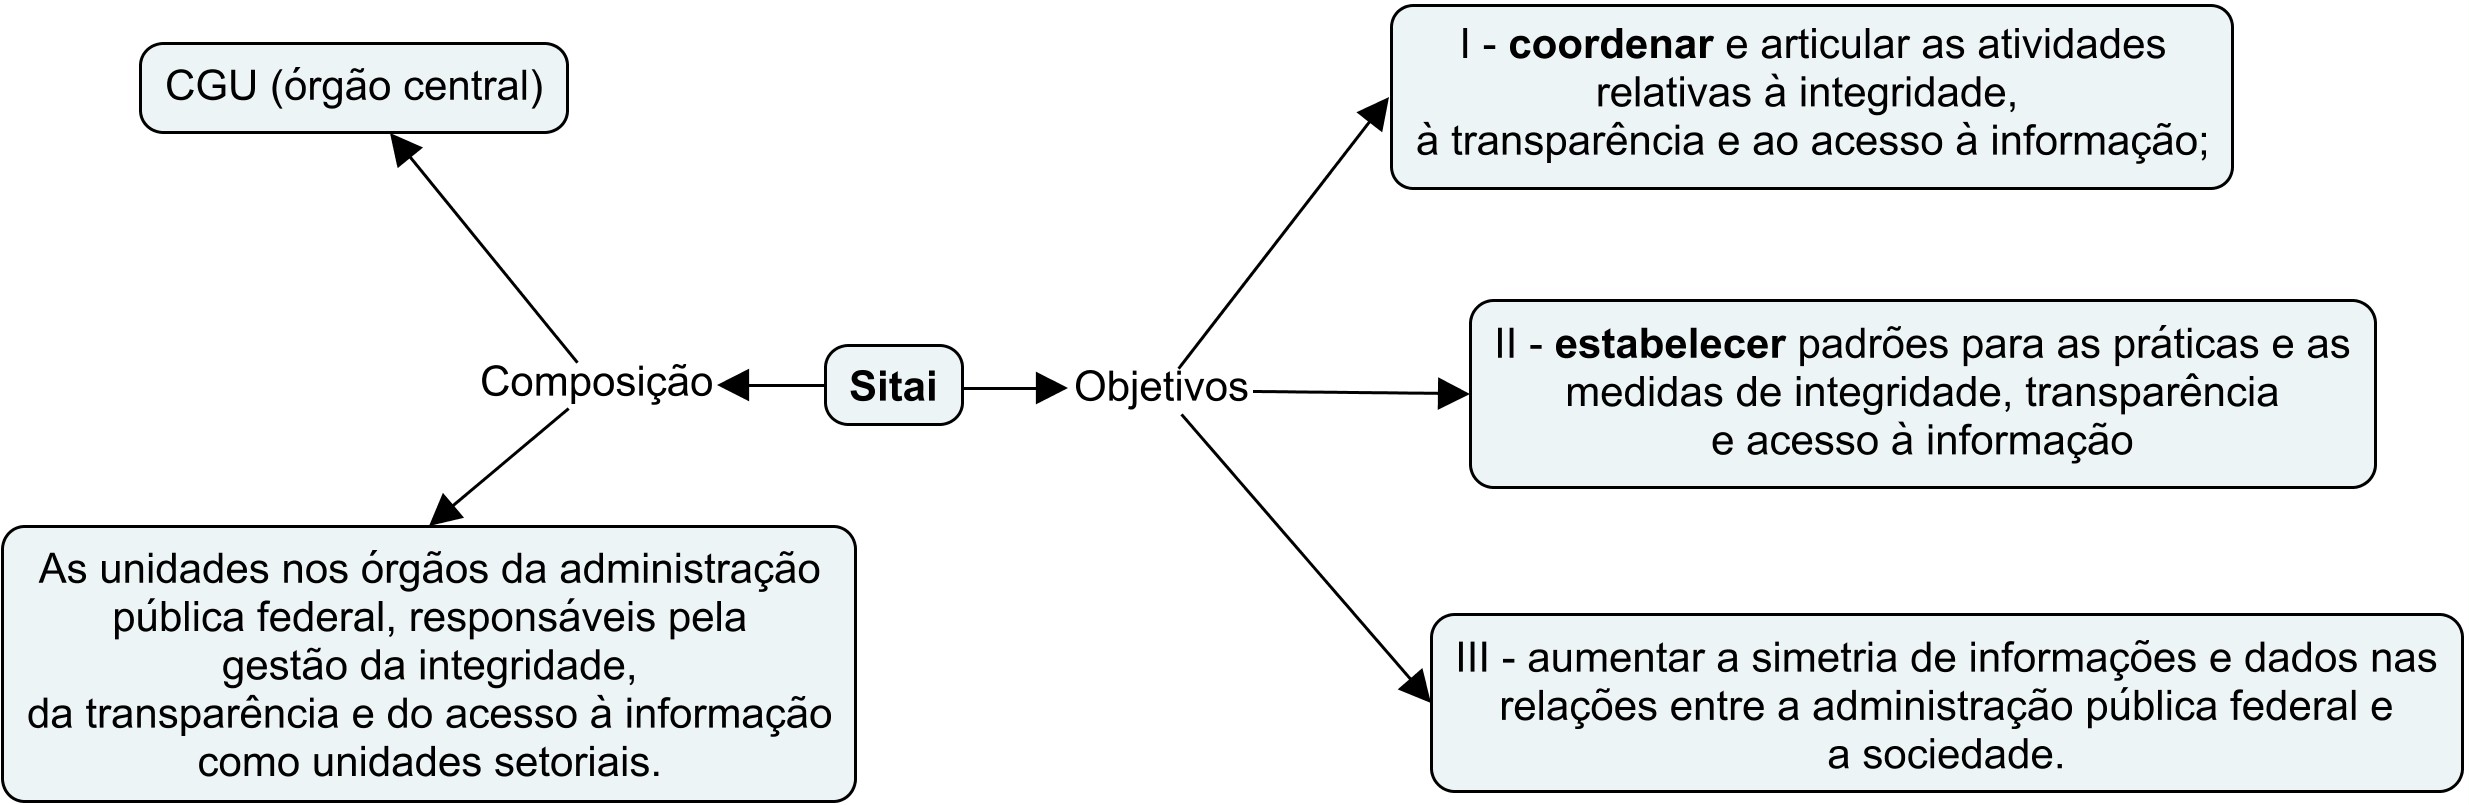 CGU (órgão central)
I - coordenar e articular as atividades
relativas à integridade,
à transparência e ao acesso à informação;
Composição
Sitai
Objetivos
II - estabelecer padrões para as práticas e as
medidas de integridade, transparência
e acesso à informação
As unidades nos órgãos da administração
pública federal, responsáveis pela
gestão da integridade,
da transparência e do acesso à informação
como unidades setoriais.
III - aumentar a simetria de informações e dados nas
relações entre a administração pública federal e
a sociedade.